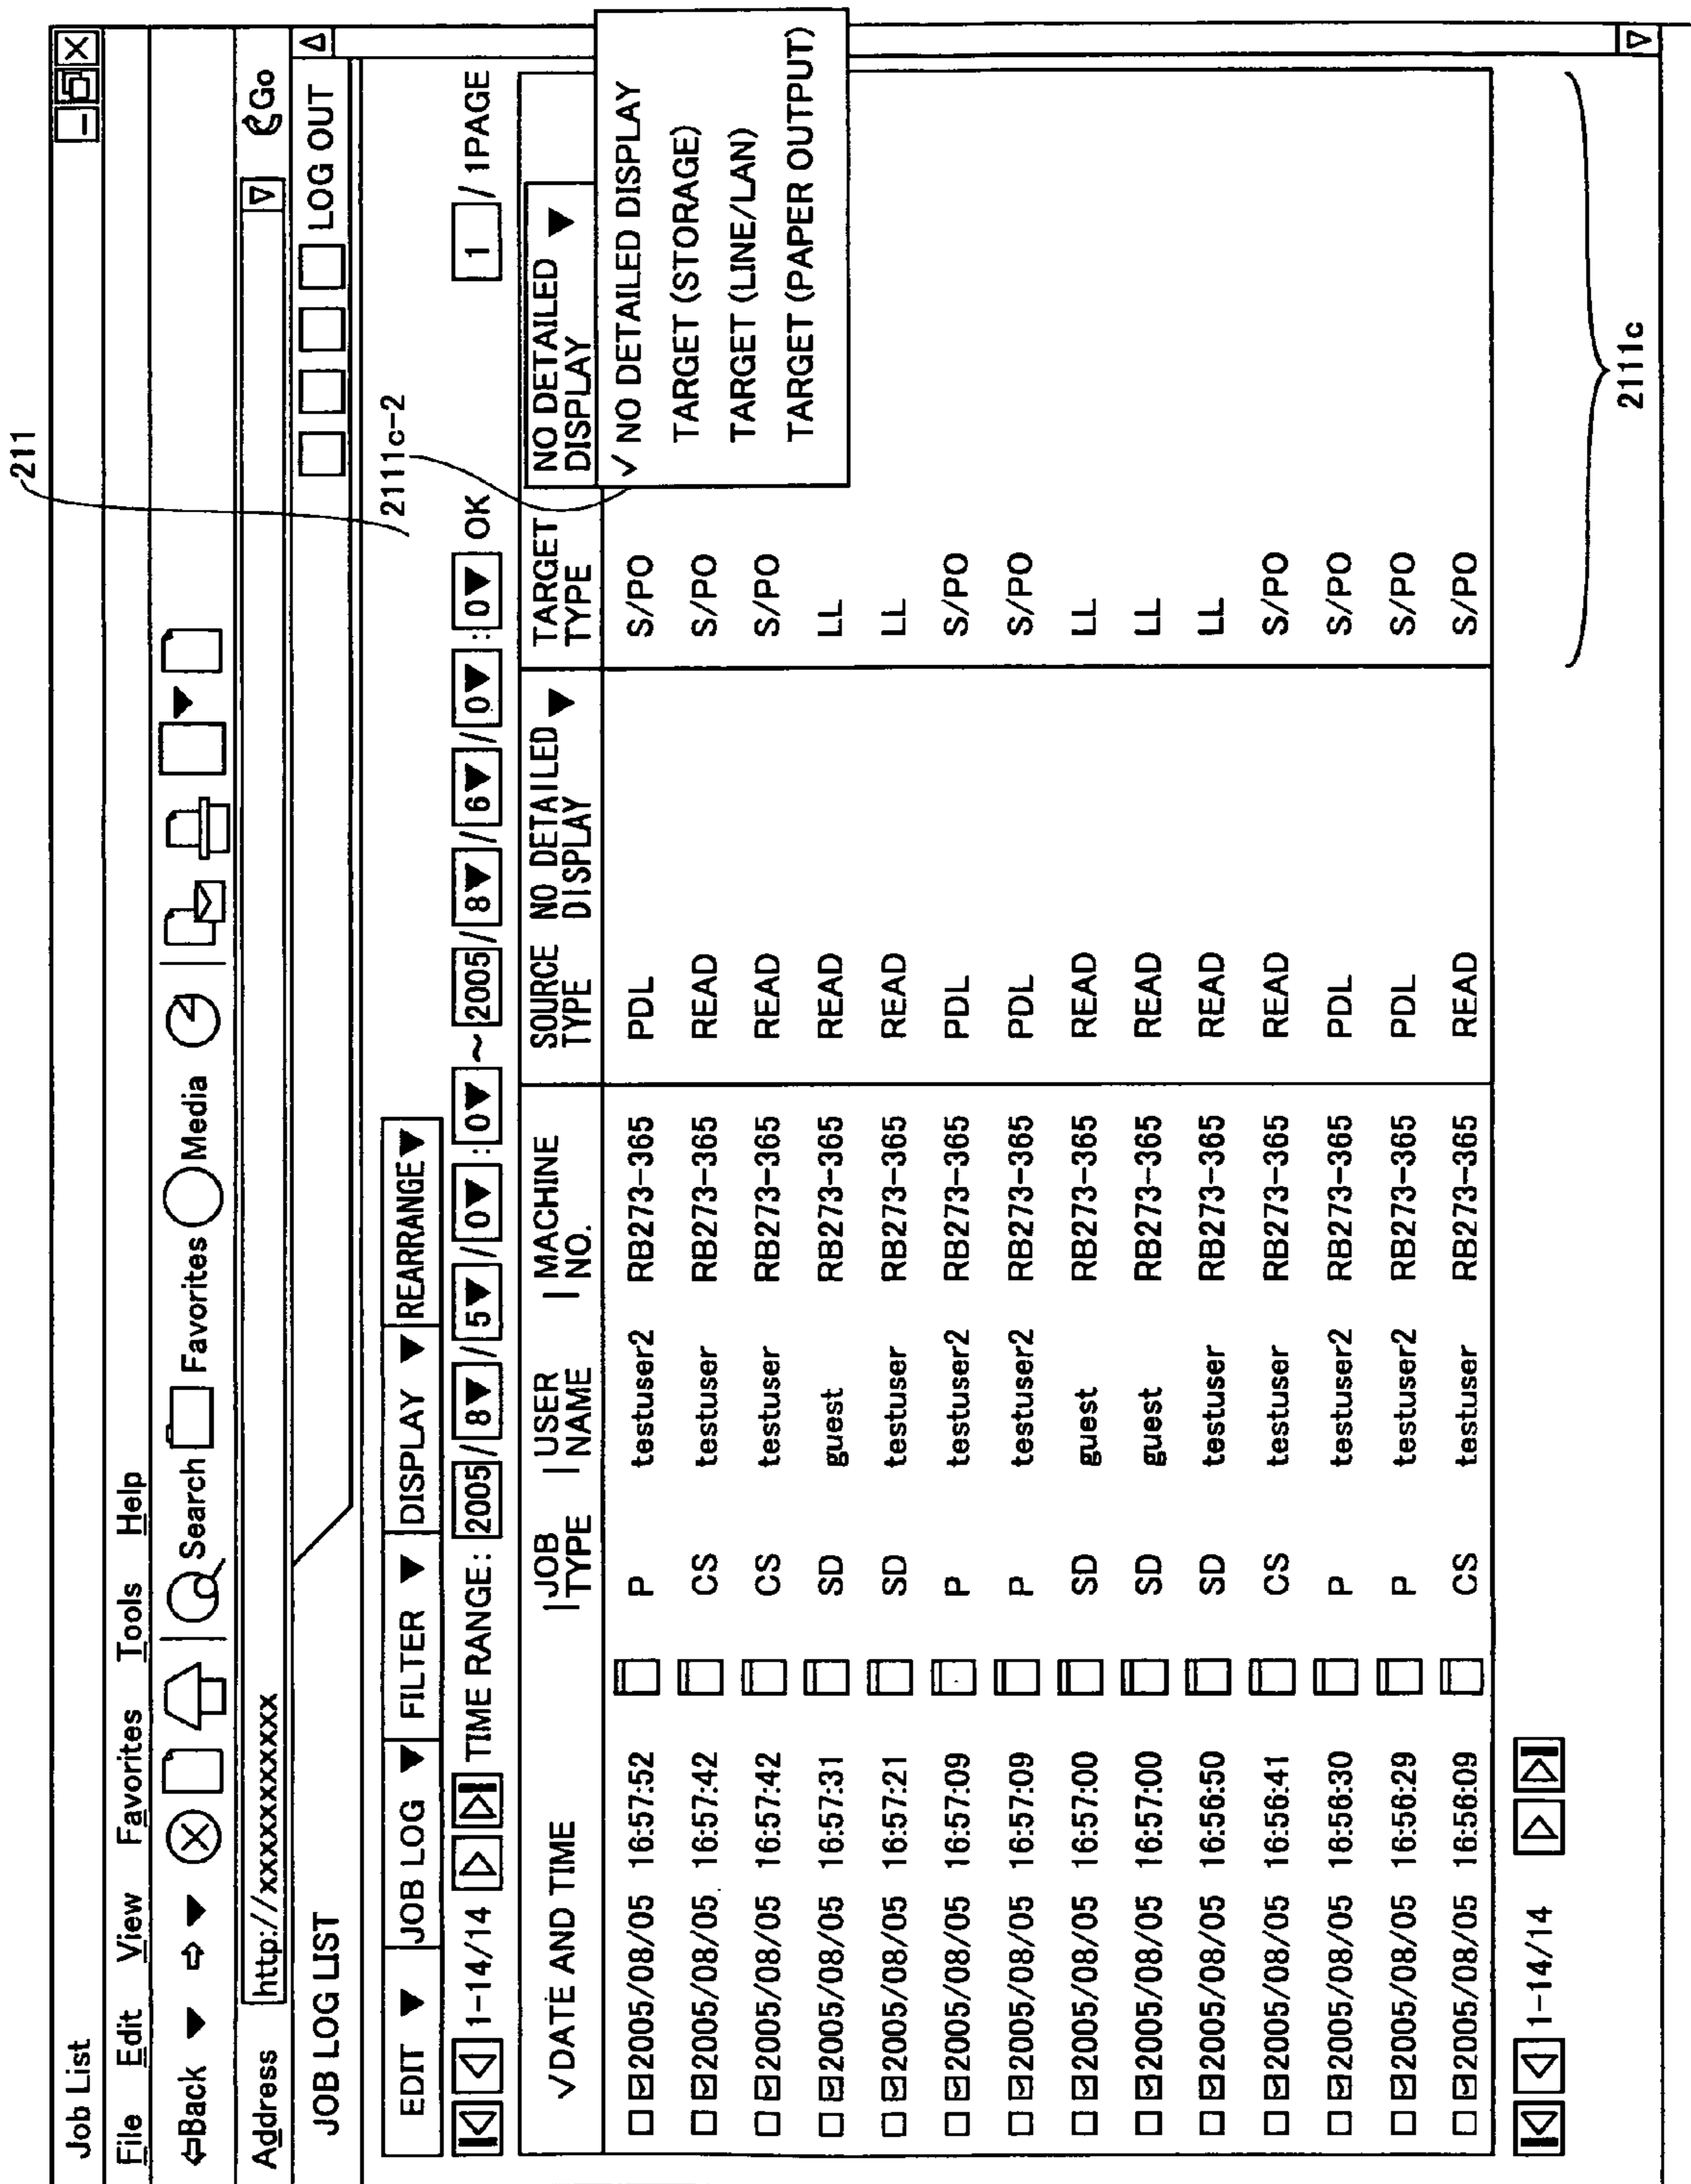 211
Job List
File Edit View Favorites Tools Help
Back Search Favorites Media
Address http://xxxxxxxxxxxx Go
JOB LOG LIST LOG OUT
2111c-2
EDIT ▼ JOB LOG ▼ FILTER ▼ DISPLAY ▼ REARRANGE▼
1-14/14 TIME RANGE: 2005/8▼/5▼/0▼:0▼~2005/8▼/6▼/0▼:0▼ OK 1/1PAGE
✓DATE AND TIME |JOB TYPE |USER NAME |MACHINE NO. SOURCE TYPE NO DETAILED DISPLAY ▼ TARGET TYPE NO DETAILED DISPLAY ▼
✓ NO DETAILED DISPLAY
TARGET (STORAGE)
TARGET (LINE/LAN)
TARGET (PAPER OUTPUT)
2005/08/05 16:57:52 P testuser2 RB273-365 PDL S/PO
2005/08/05 16:57:42 CS testuser RB273-365 READ S/PO
2005/08/05 16:57:42 CS testuser RB273-365 READ S/PO
2005/08/05 16:57:31 SD guest RB273-365 READ LL
2005/08/05 16:57:21 SD testuser RB273-365 READ LL
2005/08/05 16:57:09 P testuser2 RB273-365 PDL S/PO
2005/08/05 16:57:09 P testuser2 RB273-365 PDL S/PO
2005/08/05 16:57:00 SD guest RB273-365 READ LL
2005/08/05 16:57:00 SD guest RB273-365 READ LL
2005/08/05 16:56:50 SD testuser RB273-365 READ LL
2005/08/05 16:56:41 CS testuser RB273-365 READ S/PO
2005/08/05 16:56:30 P testuser2 RB273-365 PDL S/PO
2005/08/05 16:56:29 P testuser2 RB273-365 PDL S/PO
2005/08/05 16:56:09 CS testuser RB273-365 READ S/PO
1-14/14
2111c